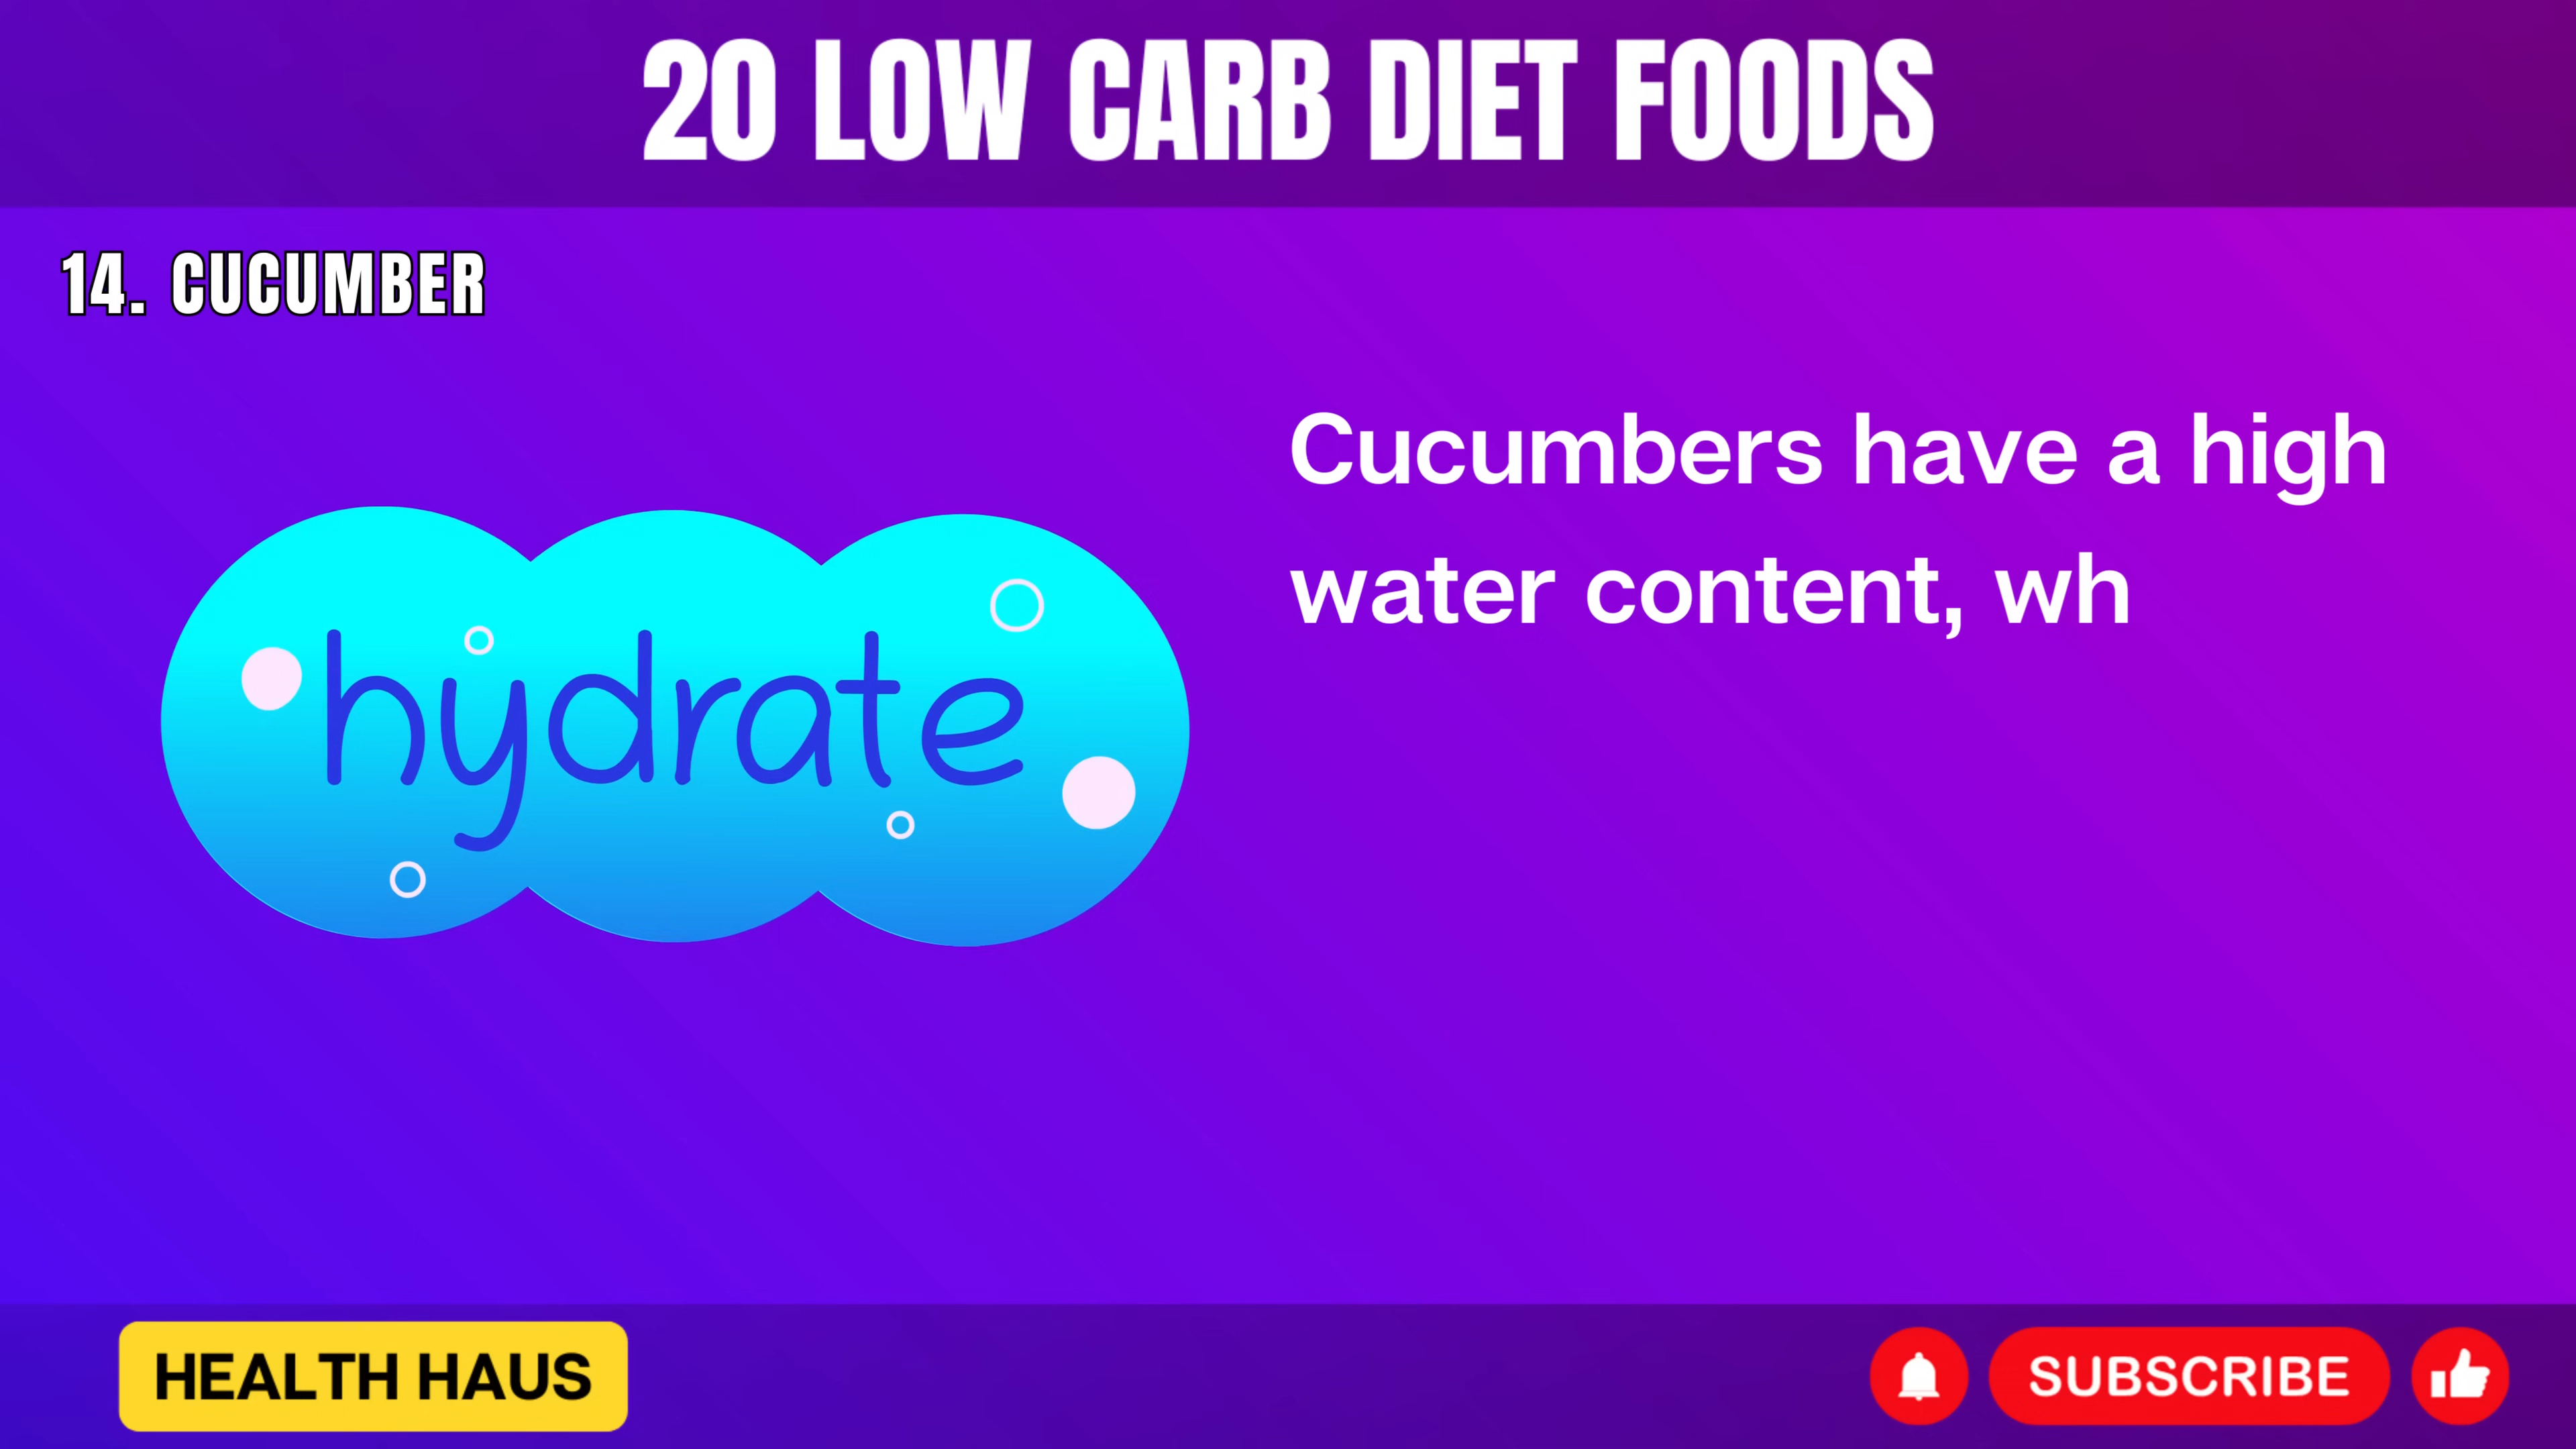 20 LOW CARB DIET FOODS
14. CUCUMBER
Cucumbers have a high
water content, wh
hydrate
HEALTH HAUS
SUBSCRIBE